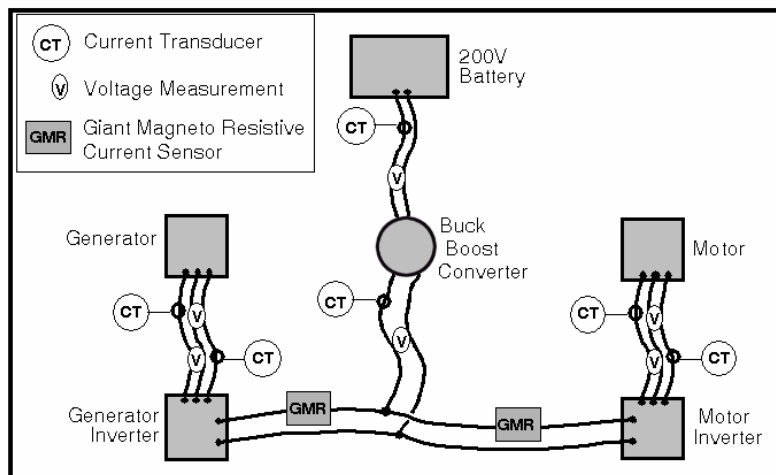 CT Current Transducer
V Voltage Measurement
GMR Giant Magneto Resistive
Current Sensor
200V
Battery
CT
V
Generator
Buck
Boost
Converter
Motor
CT
V
CT
V
CT
V
V
CT
CT
V
V
CT
Generator
Inverter
GMR
GMR
Motor
Inverter